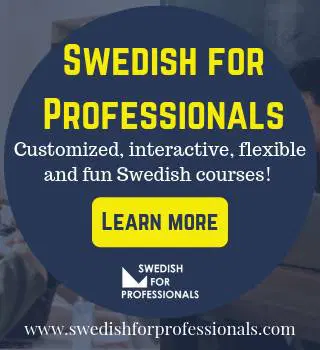 Swedish for
Professionals
Customized, interactive, flexible
and fun Swedish courses!
Learn more
SWEDISH
FOR
PROFESSIONALS
www.swedishforprofessionals.com